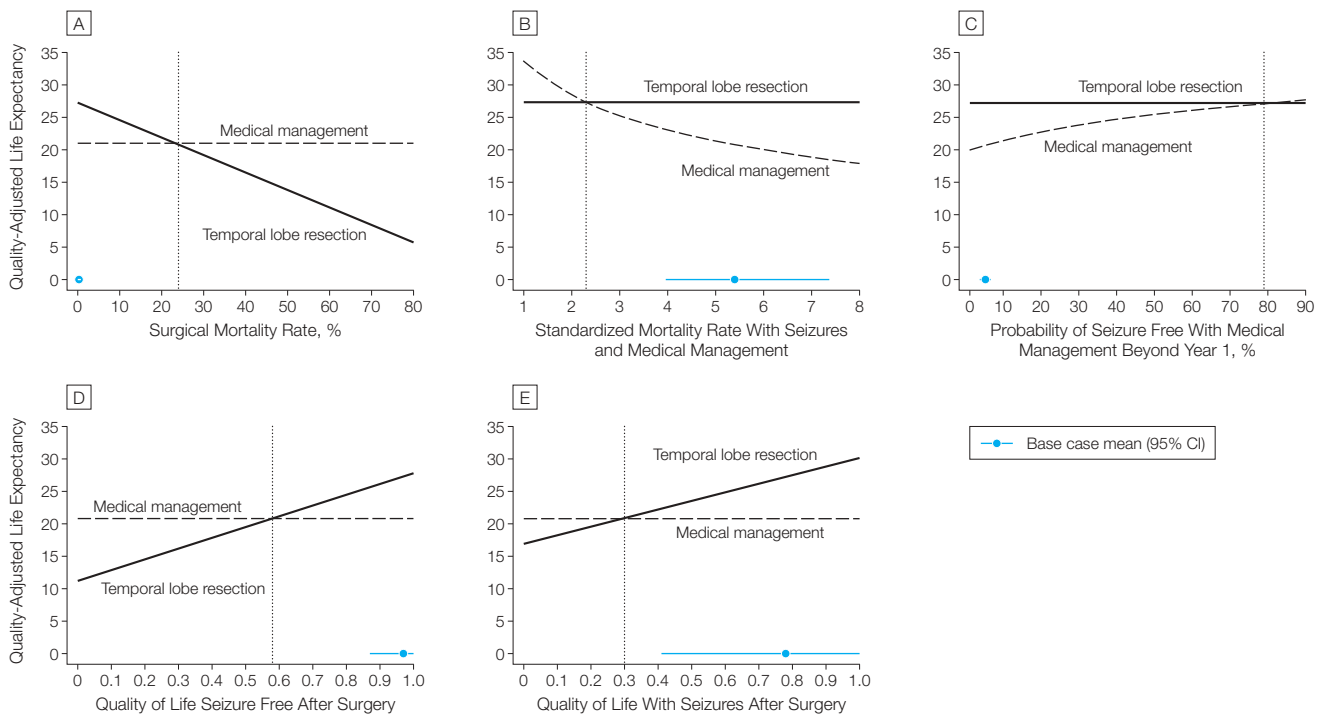 A
Quality-Adjusted Life Expectancy
35
30
25
20
15
10
5
0
Medical management
Temporal lobe resection
0 10 20 30 40 50 60 70 80
Surgical Mortality Rate, %
B
35
30
25
20
15
10
5
0
Temporal lobe resection
Medical management
1 2 3 4 5 6 7 8
Standardized Mortality Rate With Seizures
and Medical Management
C
35
30
25
20
15
10
5
0
Temporal lobe resection
Medical management
0 10 20 30 40 50 60 70 80 90
Probability of Seizure Free With Medical
Management Beyond Year 1, %
D
Quality-Adjusted Life Expectancy
35
30
25
20
15
10
5
0
Medical management
Temporal lobe resection
0 0.1 0.2 0.3 0.4 0.5 0.6 0.7 0.8 0.9 1.0
Quality of Life Seizure Free After Surgery
E
35
30
25
20
15
10
5
0
Temporal lobe resection
Medical management
0 0.1 0.2 0.3 0.4 0.5 0.6 0.7 0.8 0.9 1.0
Quality of Life With Seizures After Surgery
Base case mean (95% CI)